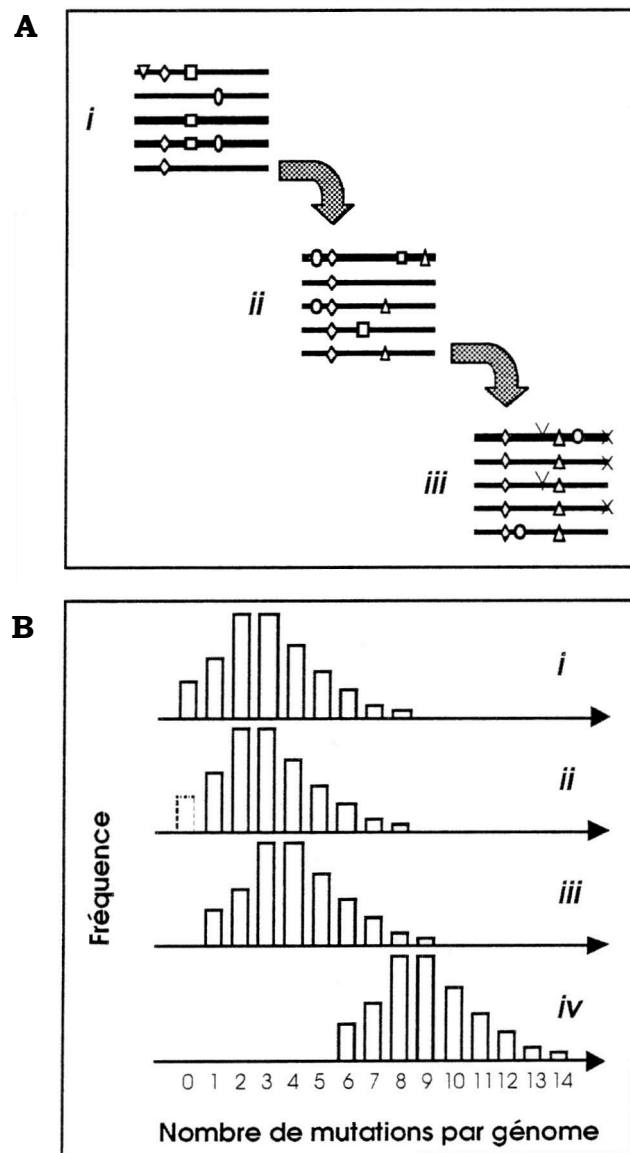 A
i
ii
iii
B
i
ii
iii
iv
Fréquence
0 1 2 3 4 5 6 7 8 9 10 11 12 13 14
Nombre de mutations par génome